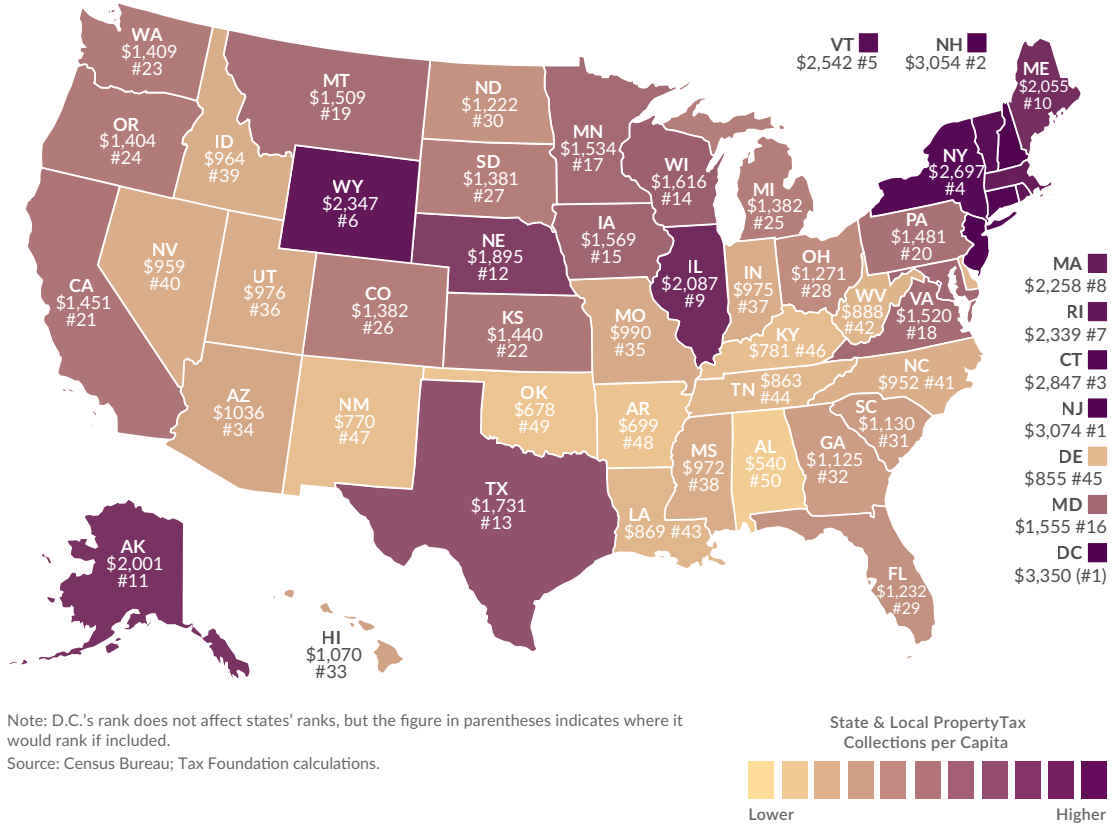 WA
$1,409
#23
VT
$2,542 #5
NH
$3,054 #2
ME
$2,055
#10
MT
$1,509
#19
ND
$1,222
#30
OR
$1,404
#24
ID
$964
#39
MN
$1,534
#17
WI
$1,616
#14
SD
$1,381
#27
WY
$2,347
#6
MI
$1,382
#25
NY
$2,697
#4
IA
$1,569
#15
PA
$1,481
#20
NE
$1,895
#12
NV
$959
#40
UT
$976
#36
IL
$2,087
#9
IN
$975
#37
OH
$1,271
#28
CA
$1,451
#21
CO
$1,382
#26
WV
$888
#42
VA
$1,520
#18
KS
$1,440
#22
MO
$990
#35
KY
$781 #46
MA
$2,258 #8
RI
$2,339 #7
CT
$2,847 #3
NJ
$3,074 #1
DE
$855 #45
MD
$1,555 #16
DC
$3,350 (#1)
NC
$952 #41
TN
$863
#44
AZ
$1036
#34
NM
$770
#47
OK
$678
#49
AR
$699
#48
SC
$1,130
#31
MS
$972
#38
AL
$540
#50
GA
$1,125
#32
TX
$1,731
#13
LA
$869 #43
AK
$2,001
#11
FL
$1,232
#29
HI
$1,070
#33
Note: D.C.'s rank does not affect states' ranks, but the figure in parentheses indicates where it
would rank if included.
Source: Census Bureau; Tax Foundation calculations.
State & Local PropertyTax
Collections per Capita
Lower
Higher